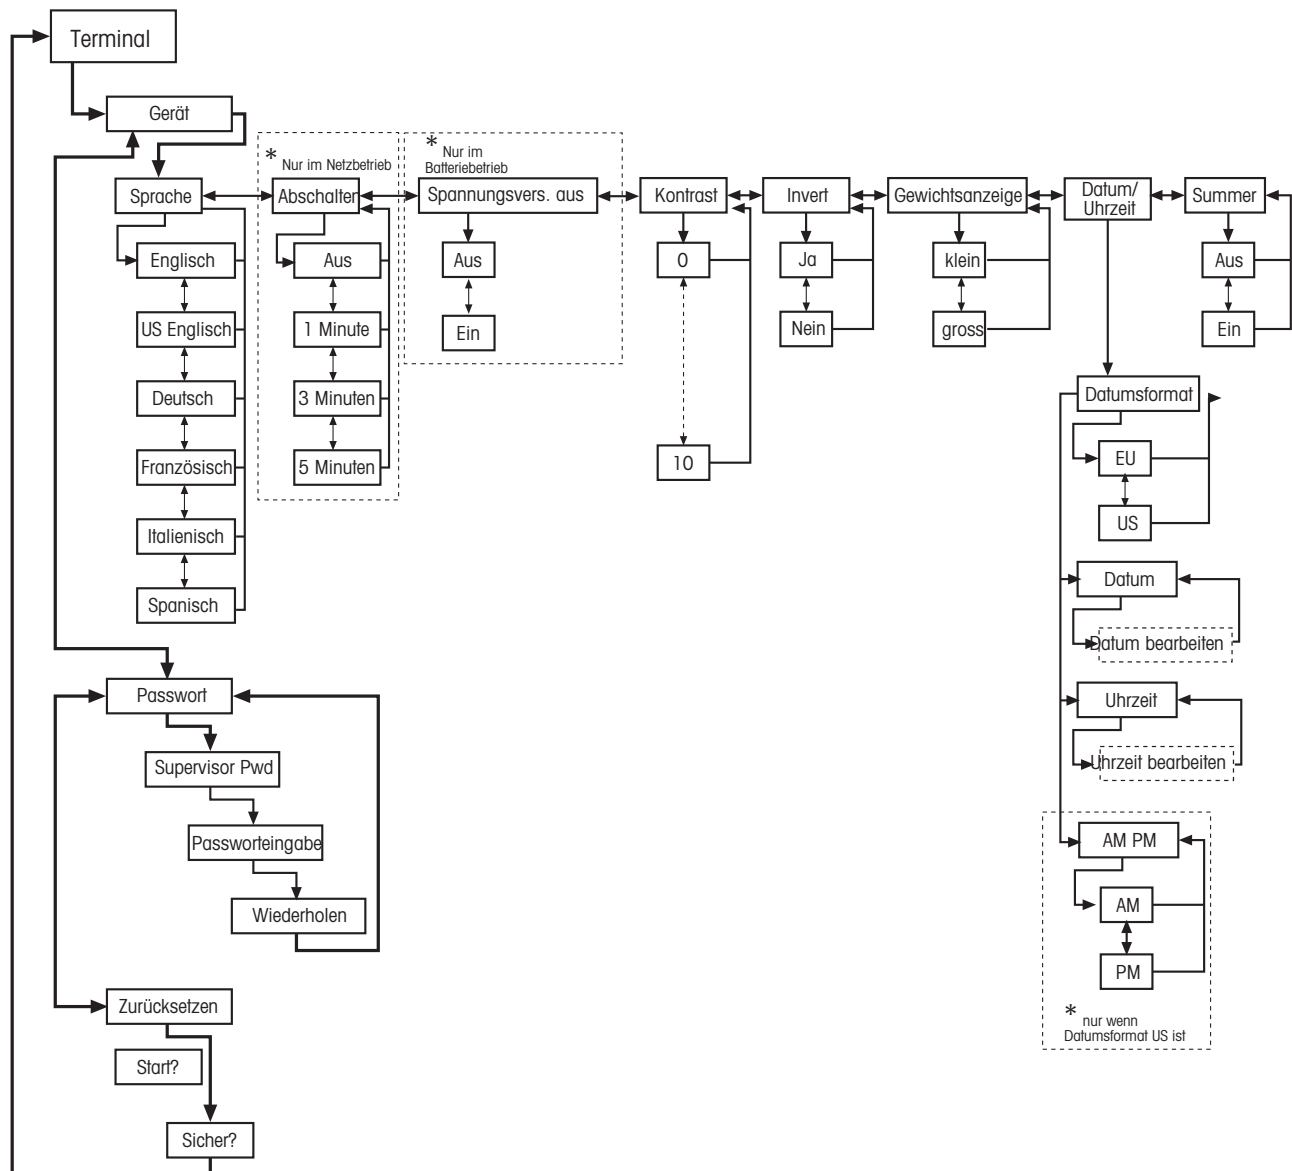 Terminal
Gerät
* Nur im Netzbetrieb
* Nur im
Batteriebetrieb
Sprache
Abschalten
Spannungsvers. aus
Kontrast
Invert
Gewichtsanzeige
Datum/
Uhrzeit
Summer
Englisch
US Englisch
Deutsch
Französisch
Italienisch
Spanisch
Aus
1 Minute
3 Minuten
5 Minuten
Aus
Ein
0
10
Ja
Nein
klein
gross
Aus
Ein
Datumsformat
EU
US
Datum
Datum bearbeiten
Uhrzeit
Uhrzeit bearbeiten
AM PM
AM
PM
* nur wenn
Datumsformat US ist
Passwort
Supervisor Pwd
Passworteingabe
Wiederholen
Zurücksetzen
Start?
Sicher?